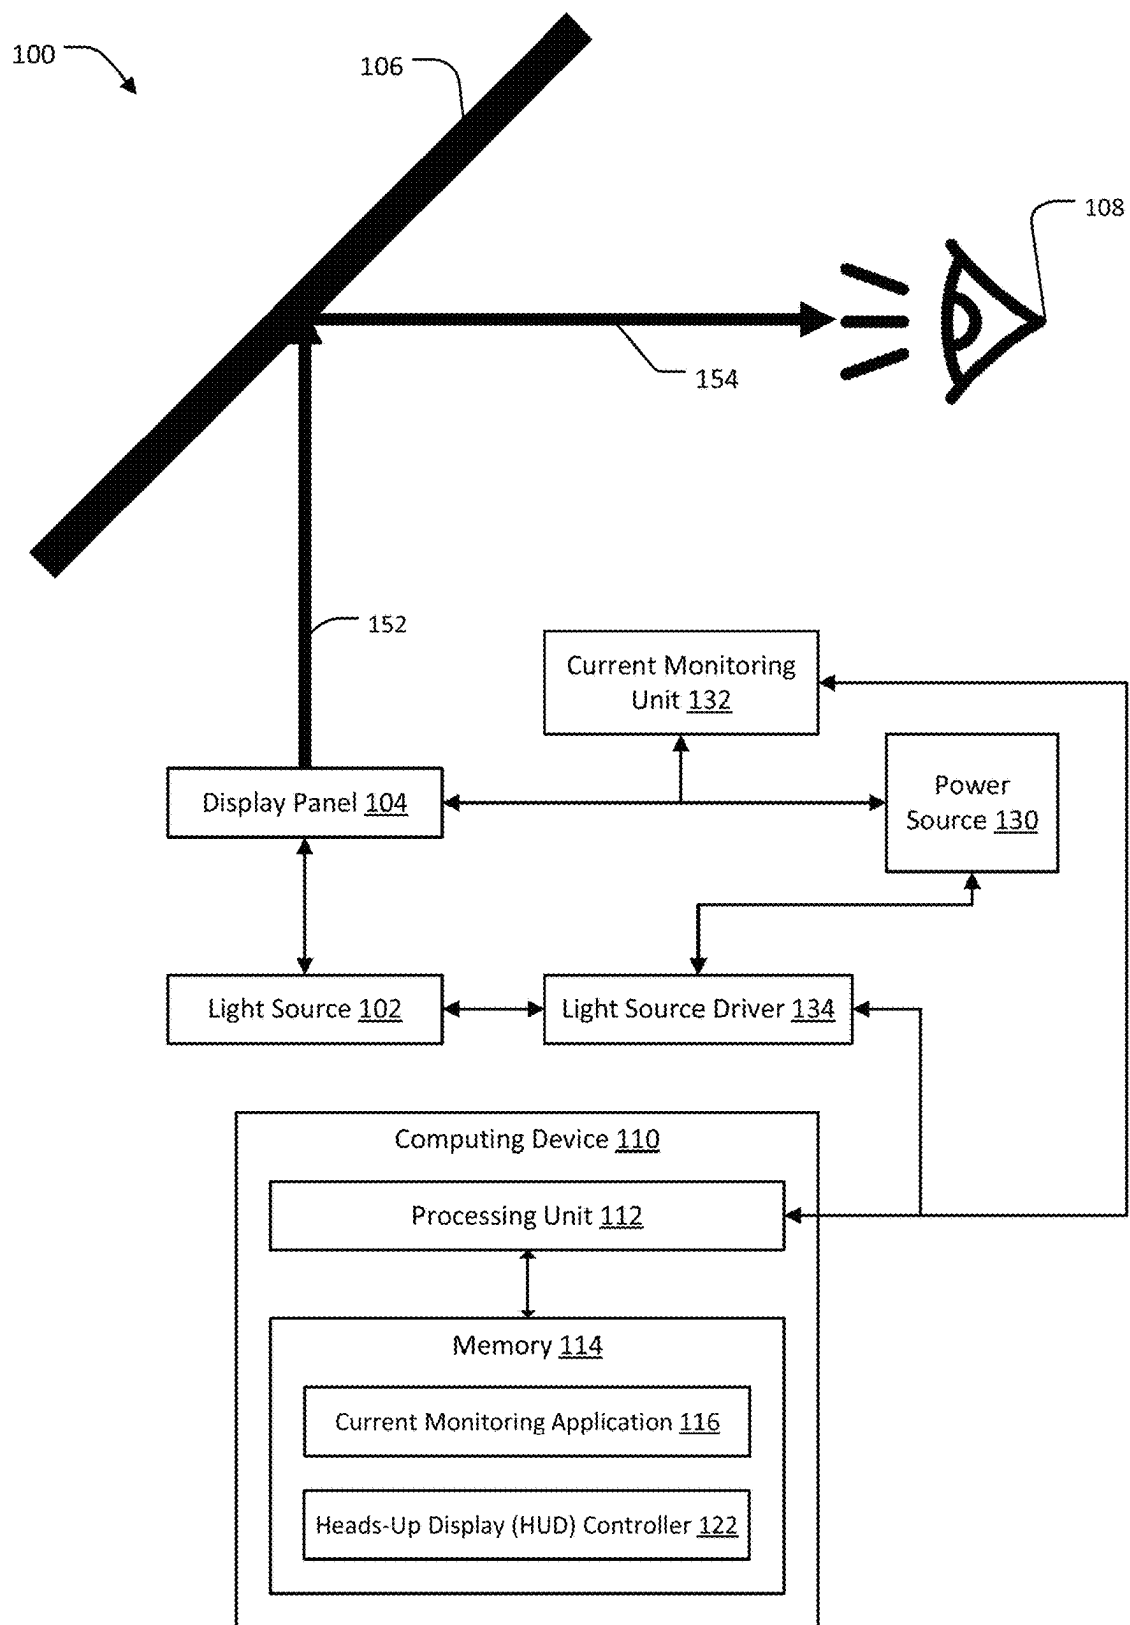 100
106
108
154
152
Current Monitoring
Unit 132
Display Panel 104
Power
Source 130
Light Source 102
Light Source Driver 134
Computing Device 110
Processing Unit 112
Memory 114
Current Monitoring Application 116
Heads-Up Display (HUD) Controller 122